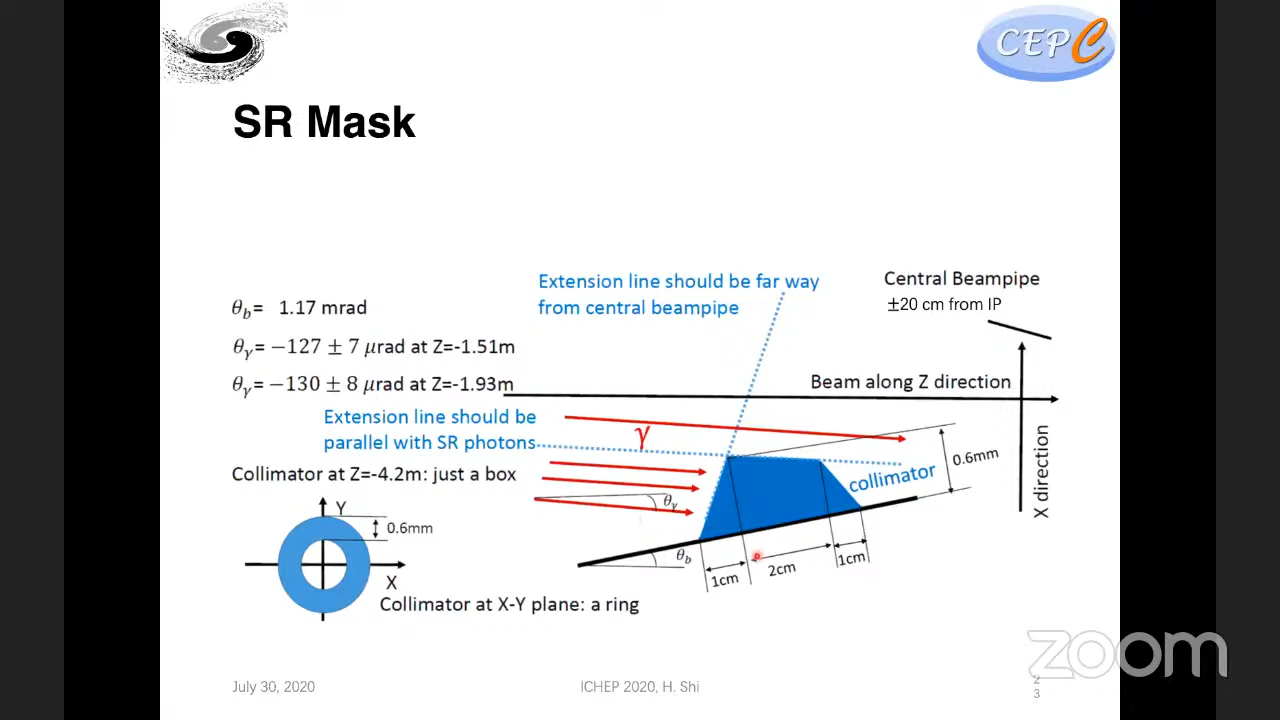 CEPC
SR Mask
Extension line should be far way
from central beampipe
Central Beampipe
±20 cm from IP
θb= 1.17 mrad
θγ= −127 ± 7 μrad at Z=-1.51m
θγ= −130 ± 8 μrad at Z=-1.93m
Beam along Z direction
Extension line should be
parallel with SR photons
γ
Collimator at Z=-4.2m: just a box
collimator
0.6mm
X direction
θγ
Y
0.6mm
θb
1cm
2cm
1cm
X
Collimator at X-Y plane: a ring
zoom
July 30, 2020
ICHEP 2020, H. Shi
2
3